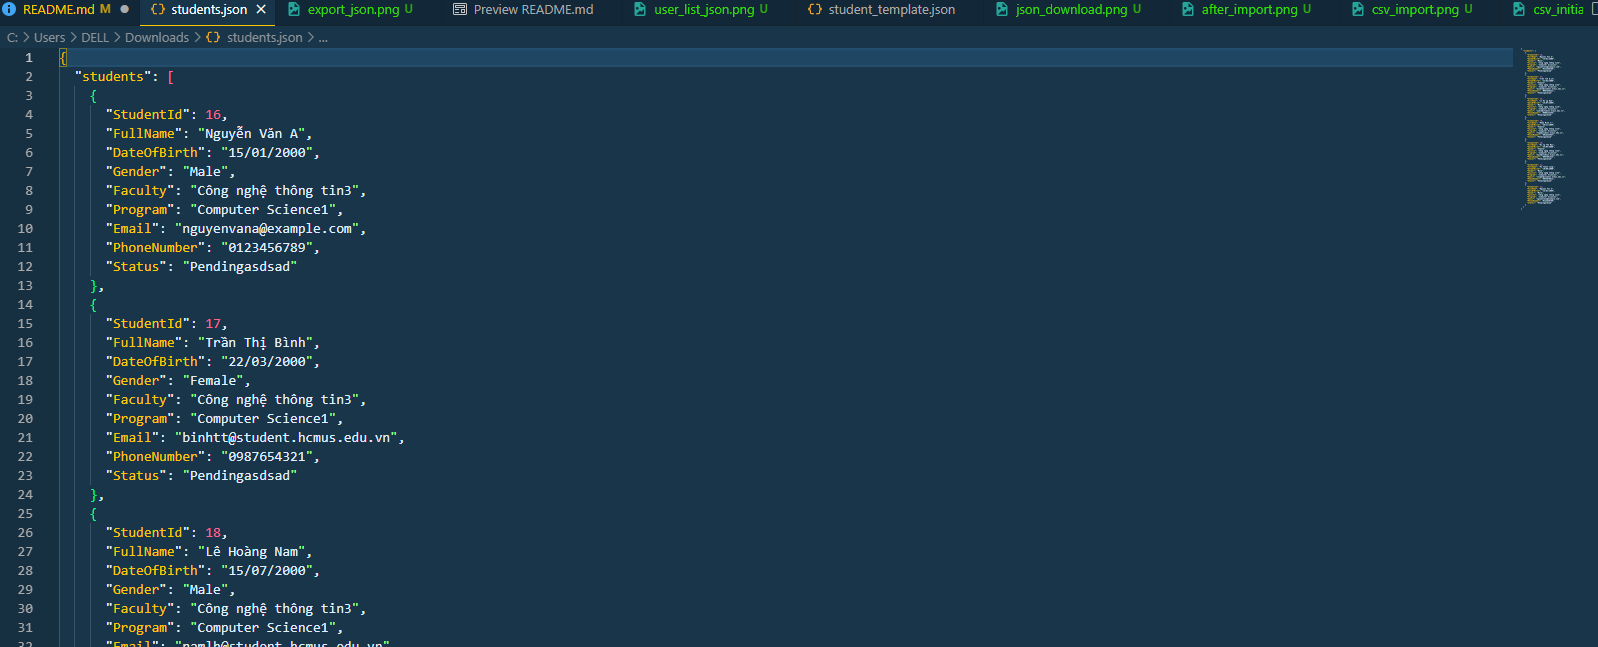 README.md M
students.json
export_json.png U
Preview README.md
user_list_json.png U
student_template.json
json_download.png U
after_import.png U
csv_import.png U
csv_initia
C: > Users > DELL > Downloads > {} students.json > ...
1 {
2 "students": [
3 {
4 "StudentId": 16,
5 "FullName": "Nguyễn Văn A",
6 "DateOfBirth": "15/01/2000",
7 "Gender": "Male",
8 "Faculty": "Công nghệ thông tin3",
9 "Program": "Computer Science1",
10 "Email": "nguyenvana@example.com",
11 "PhoneNumber": "0123456789",
12 "Status": "Pendingasdsad"
13 },
14 {
15 "StudentId": 17,
16 "FullName": "Trần Thị Bình",
17 "DateOfBirth": "22/03/2000",
18 "Gender": "Female",
19 "Faculty": "Công nghệ thông tin3",
20 "Program": "Computer Science1",
21 "Email": "binhtt@student.hcmus.edu.vn",
22 "PhoneNumber": "0987654321",
23 "Status": "Pendingasdsad"
24 },
25 {
26 "StudentId": 18,
27 "FullName": "Lê Hoàng Nam",
28 "DateOfBirth": "15/07/2000",
29 "Gender": "Male",
30 "Faculty": "Công nghệ thông tin3",
31 "Program": "Computer Science1",
32 "Email": "namlh@student.hcmus.edu.vn"